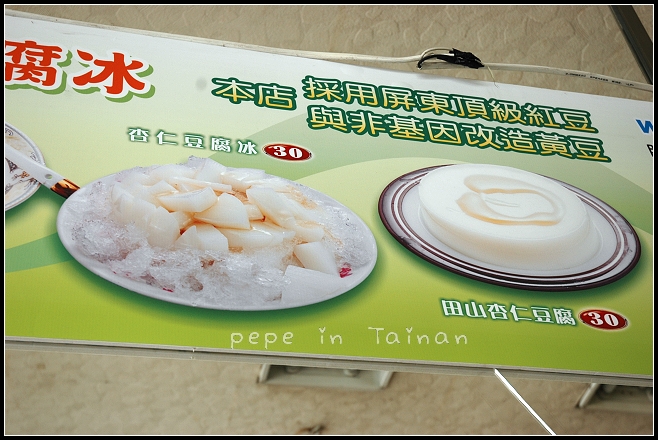 腐冰
本店 採用屏東頂級紅豆
與非基因改造黃豆
杏仁豆腐冰 30
田山杏仁豆腐 30
pepe in Tainan